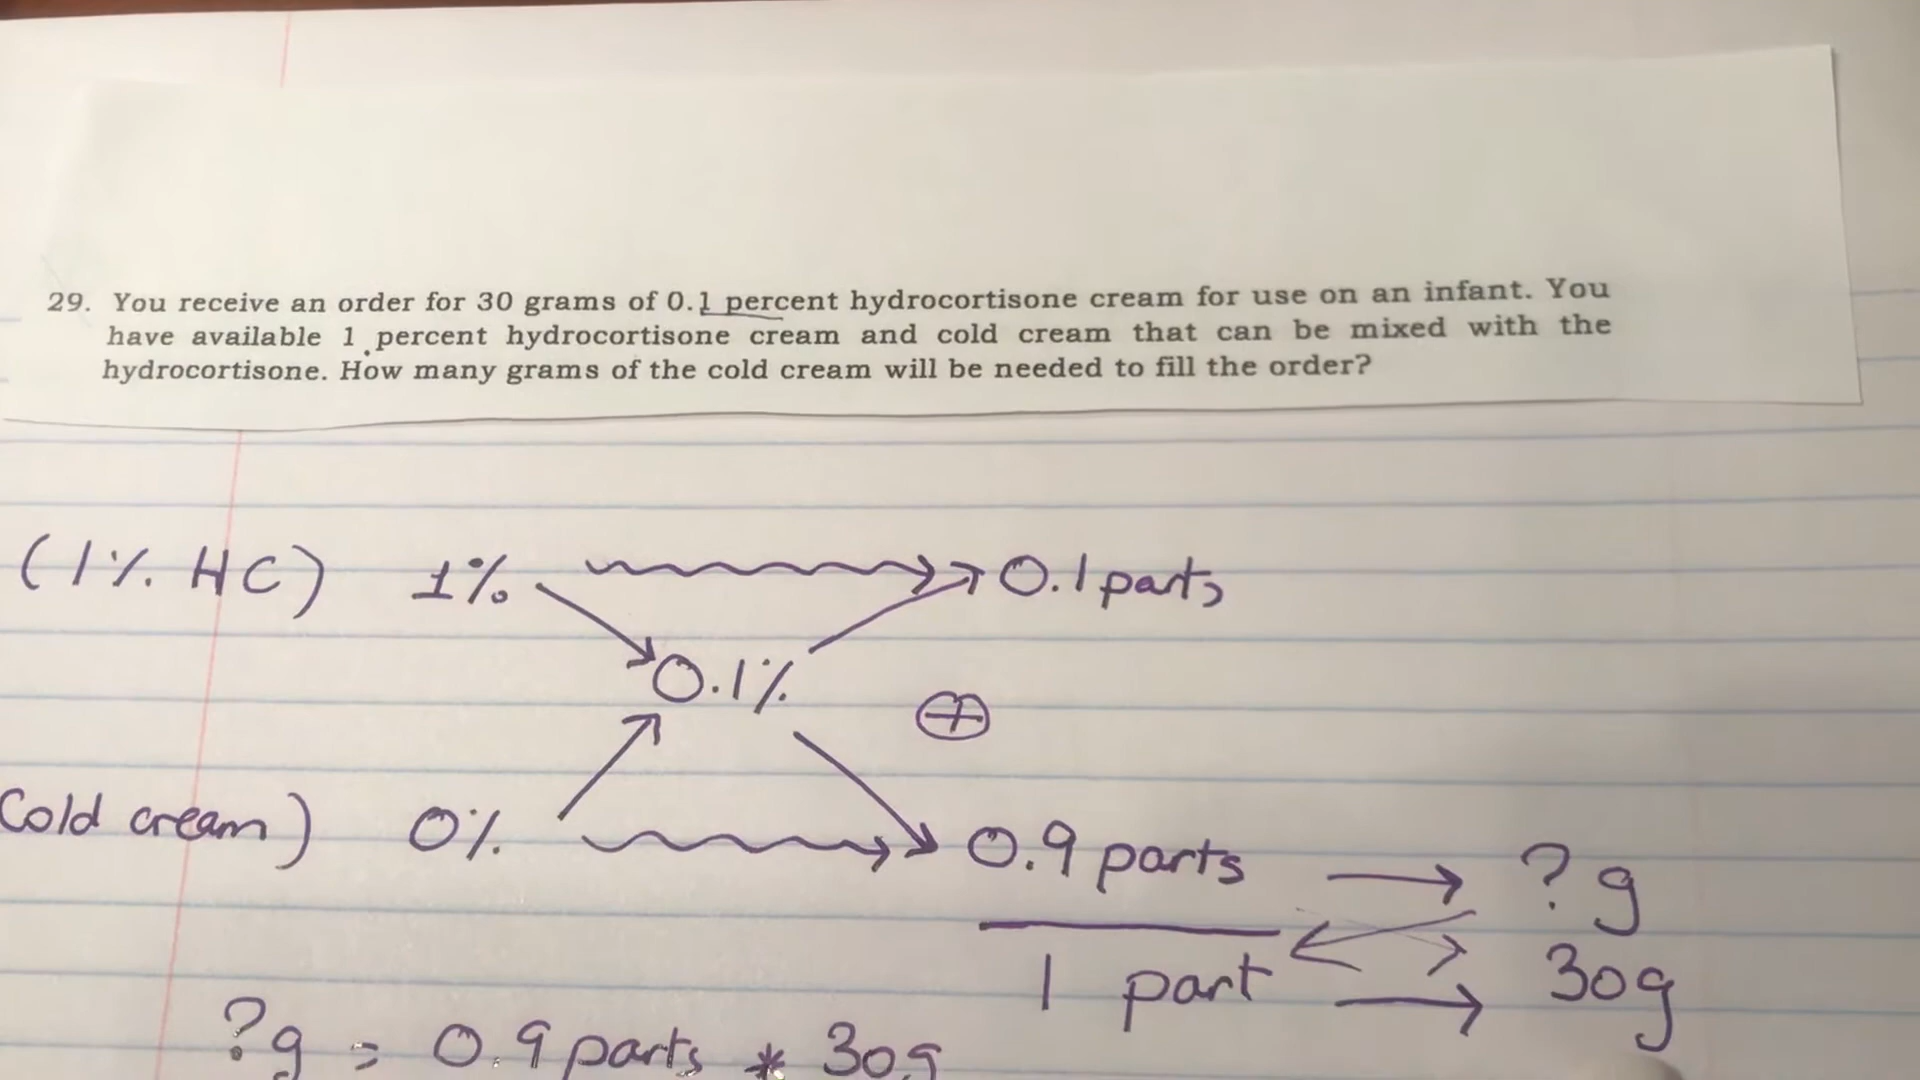 29. You receive an order for 30 grams of 0.1 percent hydrocortisone cream for use on an infant. You
have available 1 percent hydrocortisone cream and cold cream that can be mixed with the
hydrocortisone. How many grams of the cold cream will be needed to fill the order?
(1% HC) 1% 0.1 parts
0.1% +
Cold cream) 0% 0.9 parts ? g
1 part 30g
? g = 0.9 parts * 30g